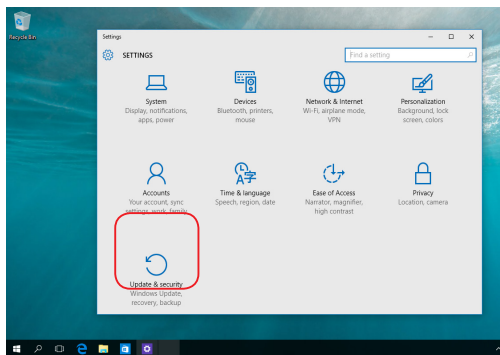 Recycle Bin
Settings
SETTINGS
Find a setting
System
Display, notifications,
apps, power
Devices
Bluetooth, printers,
mouse
Network & Internet
Wi-Fi, airplane mode,
VPN
Personalization
Background, lock
screen, colors
Accounts
Your account, sync
settings, work, family
Time & language
Speech, region, date
Ease of Access
Narrator, magnifier,
high contrast
Privacy
Location, camera
Update & security
Windows Update,
recovery, backup